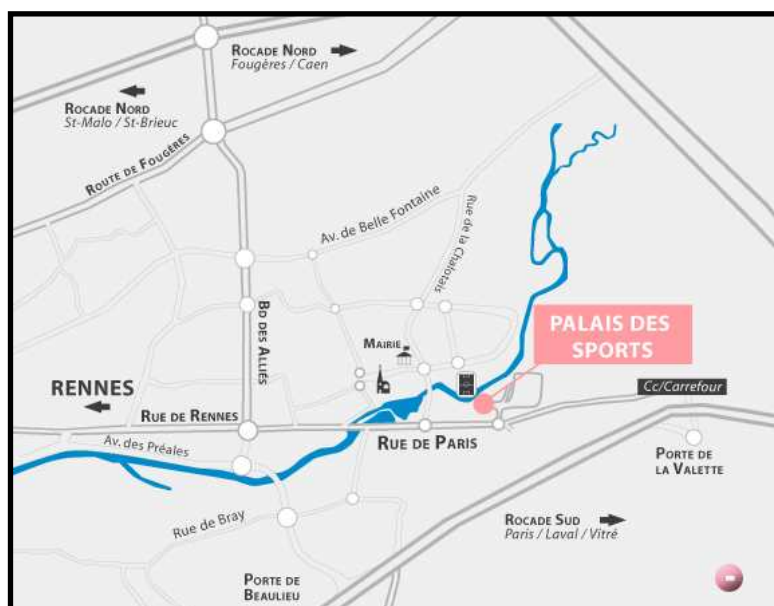 ROCADE NORD
Fougères / Caen
ROCADE NORD
St-Malo / St-Brieuc
ROUTE DE FOUGÈRES
Av. de Belle Fontaine
Rue de la Chalotais
BD DES ALLIÉS
PALAIS DES
SPORTS
MAIRIE
RENNES
Cc/Carrefour
RUE DE RENNES
Av. des Préales
RUE DE PARIS
PORTE DE
LA VALETTE
Rue de Bray
ROCADE SUD
Paris / Laval / Vitré
PORTE DE
BEAULIEU